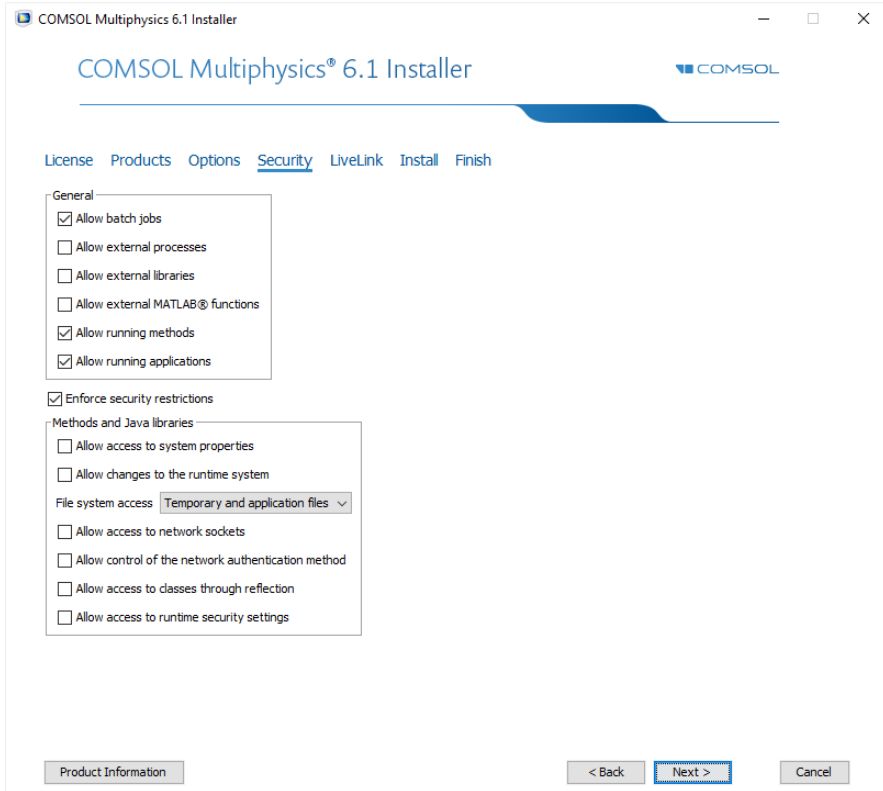 COMSOL Multiphysics 6.1 Installer
COMSOL Multiphysics® 6.1 Installer
COMSOL
License Products Options Security LiveLink Install Finish
General
Allow batch jobs
Allow external processes
Allow external libraries
Allow external MATLAB® functions
Allow running methods
Allow running applications
Enforce security restrictions
Methods and Java libraries
Allow access to system properties
Allow changes to the runtime system
File system access Temporary and application files
Allow access to network sockets
Allow control of the network authentication method
Allow access to classes through reflection
Allow access to runtime security settings
Product Information < Back Next > Cancel